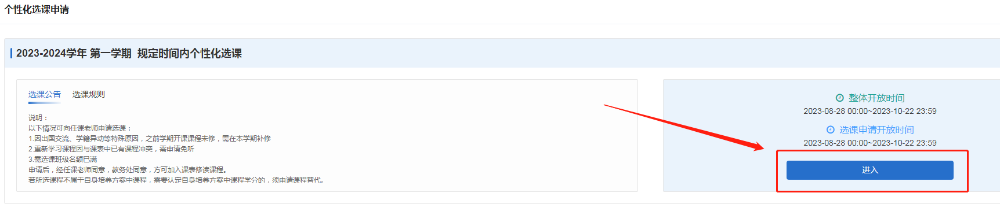 个性化选课申请
2023-2024学年 第一学期 规定时间内个性化选课
选课公告 选课规则
说明：
以下情况可向任课老师申请选课：
1.因出国交流、学籍异动等特殊原因，之前学期开课课程未修，需在本学期补修
2.重新学习课程因与课表中已有课程冲突，需申请免听
3.需选课班级名额已满
申请后，经任课老师同意，教务处同意，方可加入课表修读课程。
若所选课程不属于自身培养方案中课程，需要认定自身培养方案中课程学分的，须申请课程替代。
整体开放时间
2023-08-28 00:00~2023-10-22 23:59
选课申请开放时间
2023-08-28 00:00~2023-10-22 23:59
进入